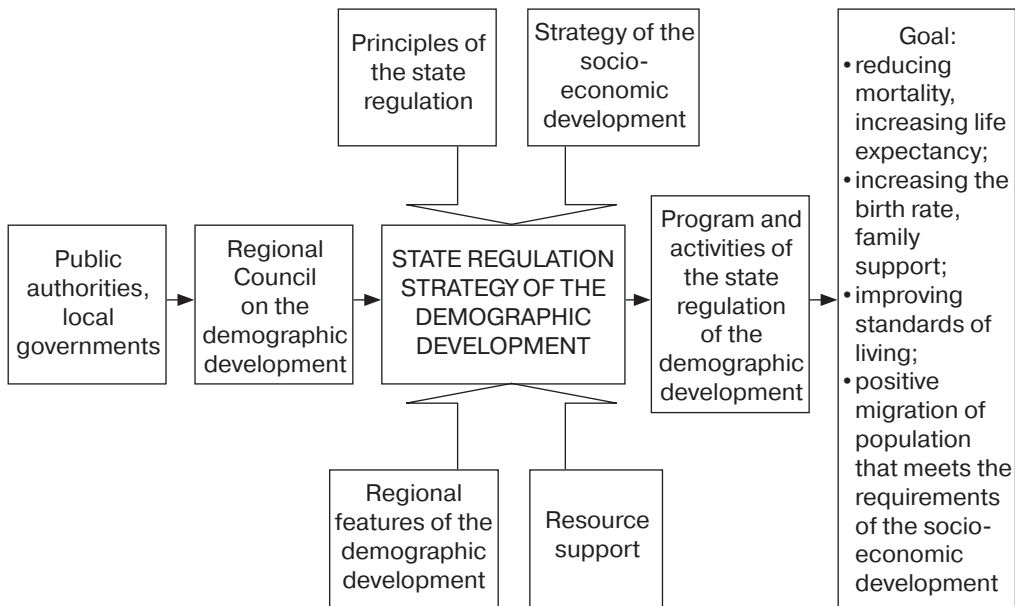 Principles of
the state
regulation
Strategy of the
socio-
economic
development
Public
authorities,
local
governments
Regional
Council
on the
demographic
development
STATE REGULATION
STRATEGY OF THE
DEMOGRAPHIC
DEVELOPMENT
Program and
activities of
the state
regulation
of the
demographic
development
Regional
features of the
demographic
development
Resource
support
Goal:
• reducing
mortality,
increasing life
expectancy;
• increasing the
birth rate,
family
support;
• improving
standards of
living;
• positive
migration of
population
that meets the
requirements
of the socio-
economic
development